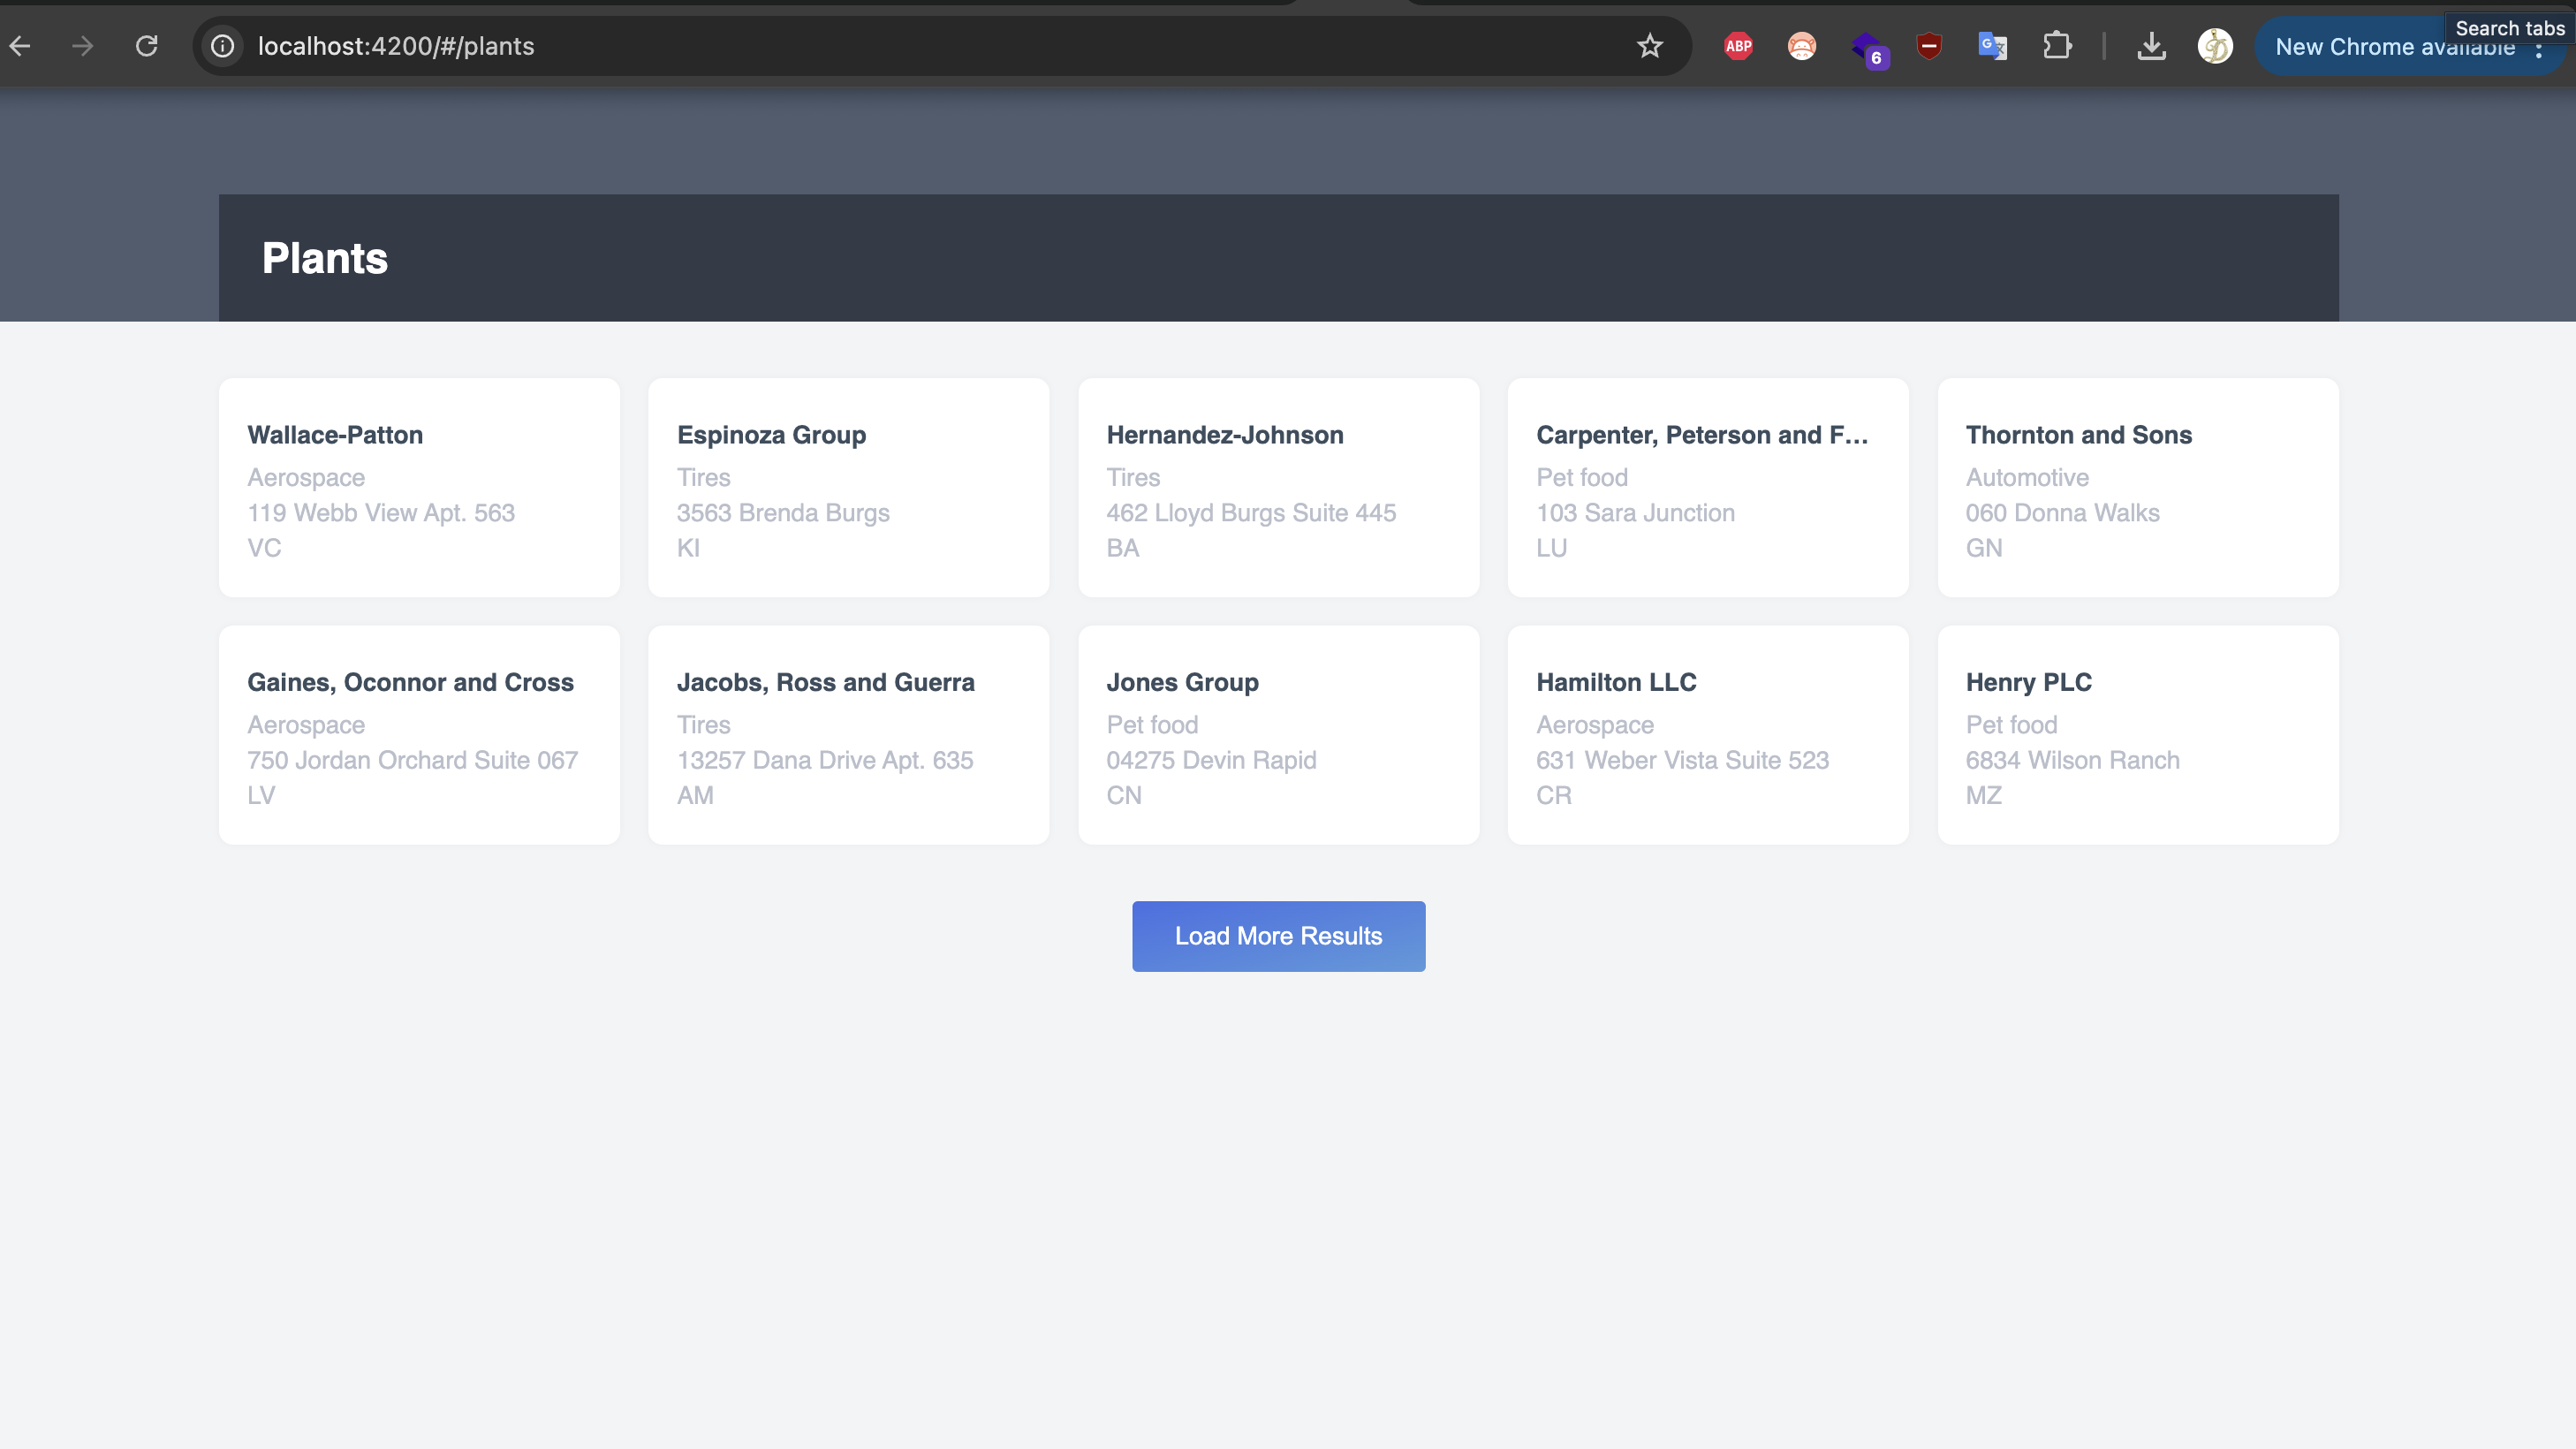 localhost:4200/#/plants
ABP
6
New Chrome available
Search tabs
Plants
Wallace-Patton
Aerospace
119 Webb View Apt. 563
VC
Espinoza Group
Tires
3563 Brenda Burgs
KI
Hernandez-Johnson
Tires
462 Lloyd Burgs Suite 445
BA
Carpenter, Peterson and F...
Pet food
103 Sara Junction
LU
Thornton and Sons
Automotive
060 Donna Walks
GN
Gaines, Oconnor and Cross
Aerospace
750 Jordan Orchard Suite 067
LV
Jacobs, Ross and Guerra
Tires
13257 Dana Drive Apt. 635
AM
Jones Group
Pet food
04275 Devin Rapid
CN
Hamilton LLC
Aerospace
631 Weber Vista Suite 523
CR
Henry PLC
Pet food
6834 Wilson Ranch
MZ
Load More Results